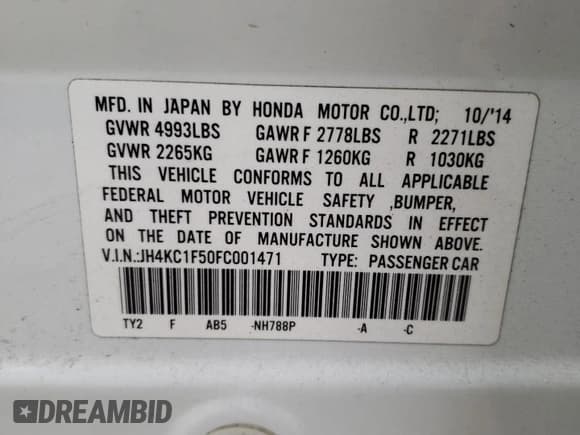 MFD. IN JAPAN BY HONDA MOTOR CO.,LTD; 10/'14
GVWR 4993LBS GAWR F 2778LBS R 2271LBS
GVWR 2265KG GAWR F 1260KG R 1030KG
THIS VEHICLE CONFORMS TO ALL APPLICABLE
FEDERAL MOTOR VEHICLE SAFETY ,BUMPER,
AND THEFT PREVENTION STANDARDS IN EFFECT
ON THE DATE OF MANUFACTURE SHOWN ABOVE.
V.I.N.:JH4KC1F50FC001471 TYPE: PASSENGER CAR
TY2 F AB5 -NH788P -A -C
DREAMBID